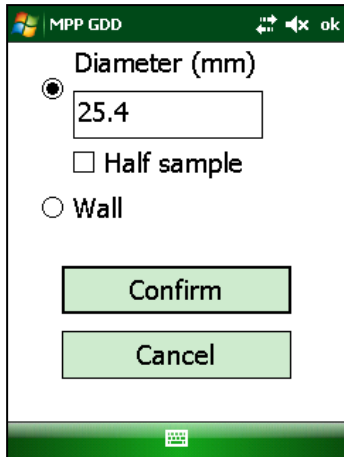 MPP GDD ok
Diameter (mm)
25.4
Half sample
Wall
Confirm
Cancel